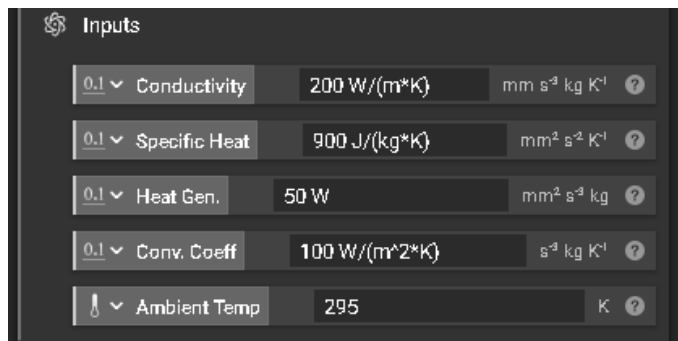 Inputs
0.1 Conductivity 200 W/(m*K) mm s⁻³ kg K⁻¹ ?
0.1 Specific Heat 900 J/(kg*K) mm² s⁻² K⁻¹ ?
0.1 Heat Gen. 50 W mm² s⁻³ kg ?
0.1 Conv. Coeff 100 W/(m^2*K) s⁻³ kg K⁻¹ ?
Ambient Temp 295 K ?